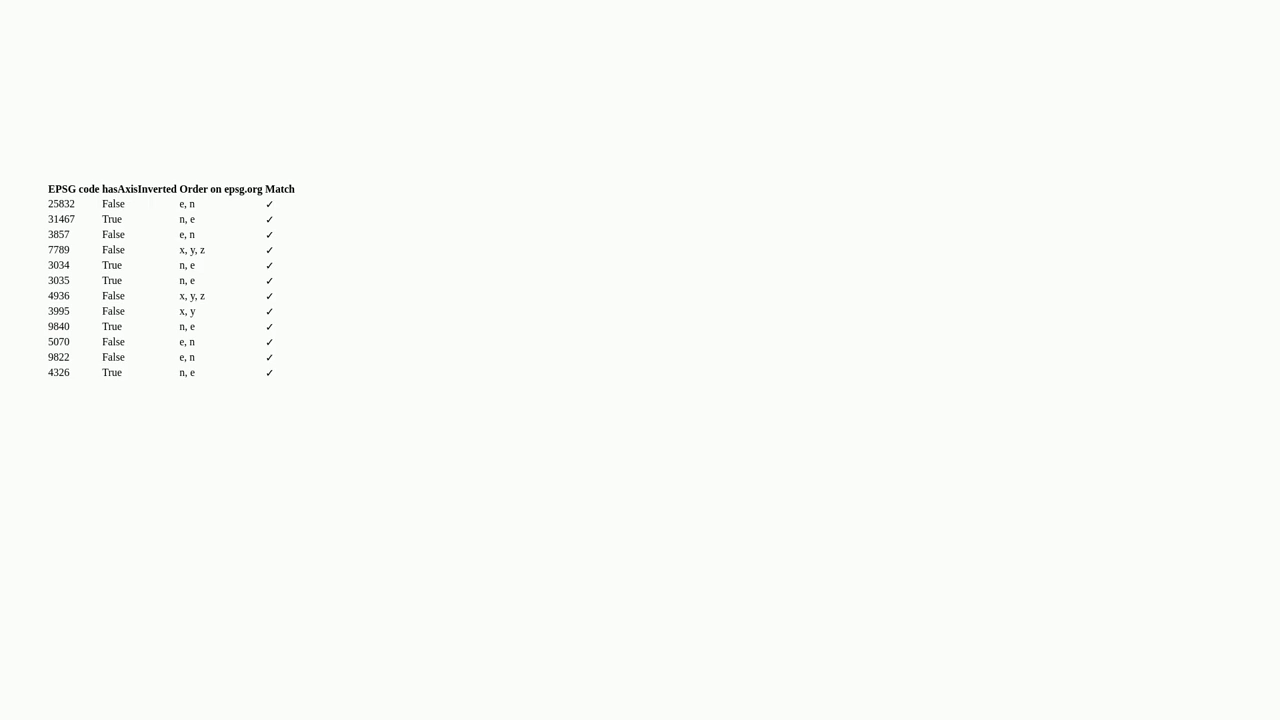 EPSG code hasAxisInverted Order on epsg.org Match
25832 False e, n ✓
31467 True n, e ✓
3857 False e, n ✓
7789 False x, y, z ✓
3034 True n, e ✓
3035 True n, e ✓
4936 False x, y, z ✓
3995 False x, y ✓
9840 True n, e ✓
5070 False e, n ✓
9822 False e, n ✓
4326 True n, e ✓